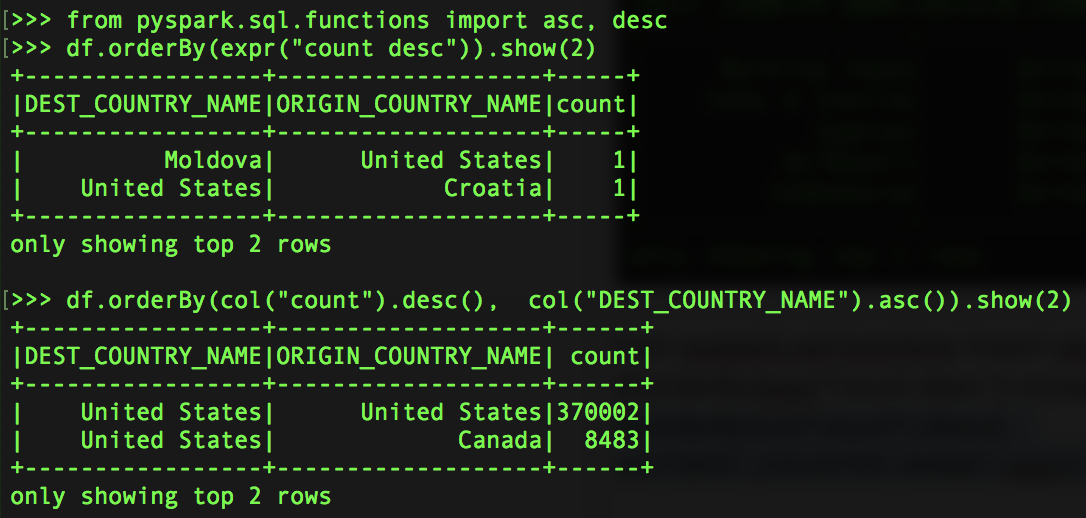 [>>> from pyspark.sql.functions import asc, desc
[>>> df.orderBy(expr("count desc")).show(2)
+-----------------+-------------------+-----+
|DEST_COUNTRY_NAME|ORIGIN_COUNTRY_NAME|count|
+-----------------+-------------------+-----+
|          Moldova|      United States|    1|
|    United States|            Croatia|    1|
+-----------------+-------------------+-----+
only showing top 2 rows

[>>> df.orderBy(col("count").desc(),  col("DEST_COUNTRY_NAME").asc()).show(2)
+-----------------+-------------------+------+
|DEST_COUNTRY_NAME|ORIGIN_COUNTRY_NAME| count|
+-----------------+-------------------+------+
|    United States|      United States|370002|
|    United States|             Canada|  8483|
+-----------------+-------------------+------+
only showing top 2 rows